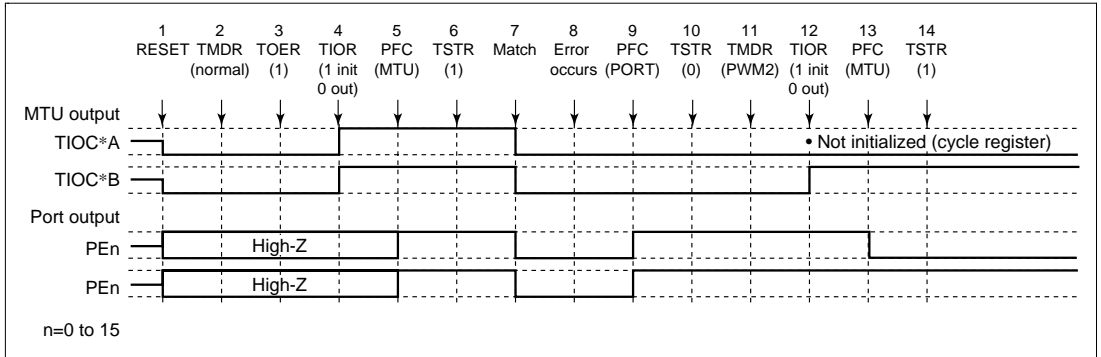 1 2 3 4 5 6 7 8 9 10 11 12 13 14
RESET TMDR TOER TIOR PFC TSTR Match Error PFC TSTR TMDR TIOR PFC TSTR
(normal) (1) (1 init (MTU) (1) occurs (PORT) (0) (PWM2) (1 init (MTU) (1)
0 out) 0 out)
MTU output
TIOC*A • Not initialized (cycle register)
TIOC*B
Port output
PEn High-Z
PEn High-Z
n=0 to 15